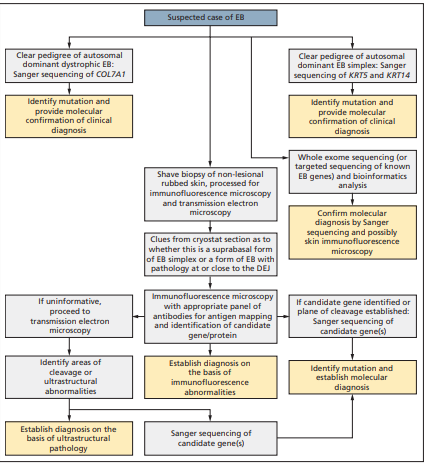 Suspected case of EB
Clear pedigree of autosomal
dominant dystrophic EB:
Sanger sequencing of COL7A1
Clear pedigree of autosomal
dominant EB simplex: Sanger
sequencing of KRT5 and KRT14
Identify mutation and
provide molecular
confirmation of clinical
diagnosis
Identify mutation and
provide molecular
confirmation of clinical
diagnosis
Whole exome sequencing (or
targeted sequencing of known
EB genes) and bioinformatics
analysis
Shave biopsy of non-lesional
rubbed skin, processed for
immunofluorescence microscopy
and transmission electron
microscopy
Confirm molecular
diagnosis by Sanger
sequencing and possibly
skin immunofluorescence
microscopy
Clues from cryostat section as to
whether this is a suprabasal form
of EB simplex or a form of EB with
pathology at or close to the DEJ
If uninformative,
proceed to
transmission electron
microscopy
Immunofluorescence microscopy
with appropriate panel of
antibodies for antigen mapping
and identification of candidate
gene/protein
If candidate gene identified or
plane of cleavage established:
Sanger sequencing of
candidate gene(s)
Identify areas of
cleavage or
ultrastructural
abnormalities
Establish diagnosis on
the basis of
immunofluorescence
abnormalities
Identify mutation and
establish molecular
diagnosis
Establish diagnosis on the
basis of ultrastructural
pathology
Sanger sequencing of
candidate gene(s)